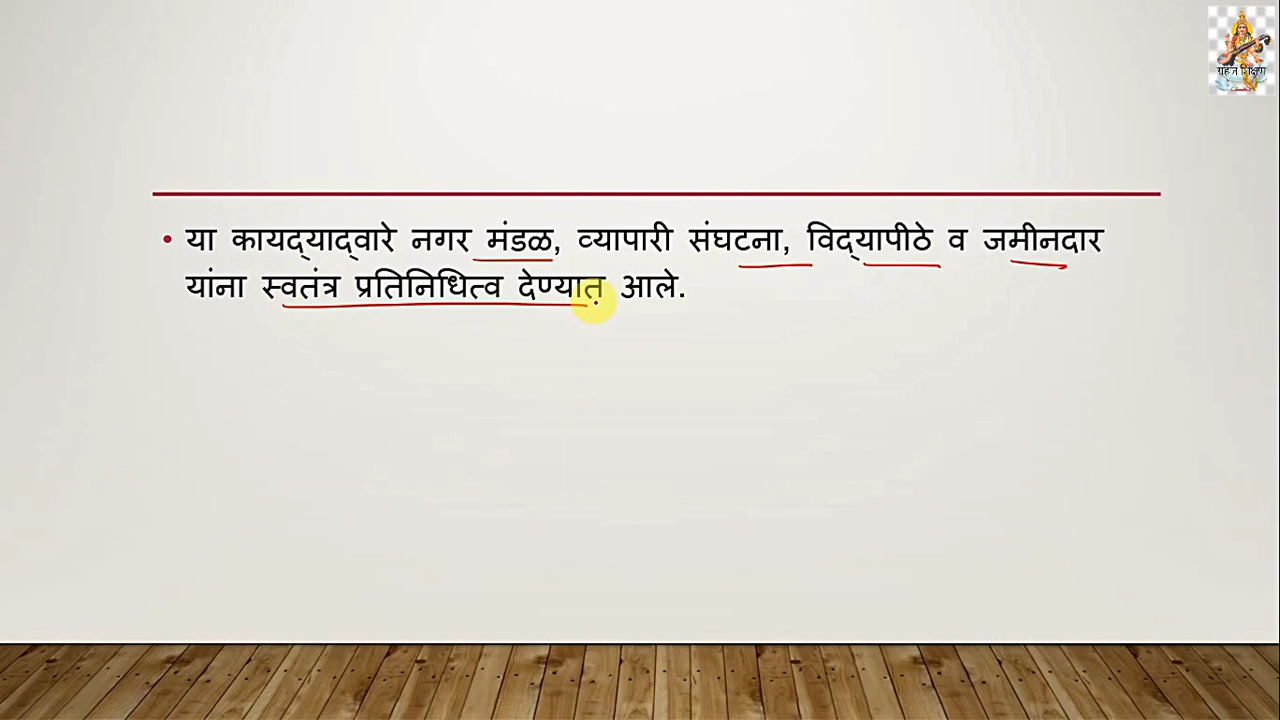 या कायद्याद्वारे नगर मंडळ, व्यापारी संघटना, विद्यापीठे व जमीनदार
यांना स्वतंत्र प्रतिनिधित्व देण्यात आले.